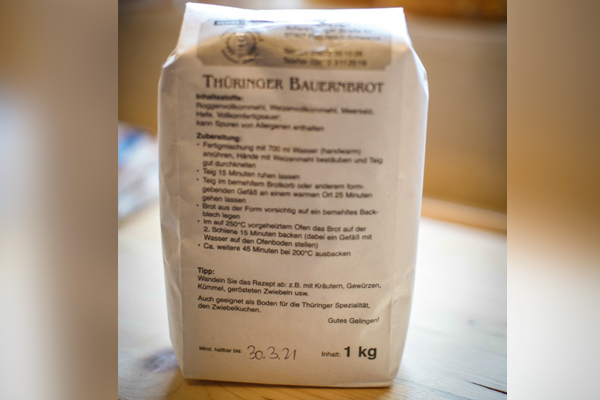 THÜRINGER BAUERNBROT
Inhaltsstoffe:
Roggenvollkornmehl, Weizenvollkornmehl, Meersalz,
Hefe, Vollkornfertigsauer;
kann Spuren von Allergenen enthalten
Zubereitung:
• Fertigmischung mit 700 ml Wasser (handwarm)
anrühren, Hände mit Weizenmehl bestäuben und Teig
gut durchkneten
• Teig 15 Minuten ruhen lassen
• Teig im bemehltem Brotkorb oder anderem form-
gebenden Gefäß an einem warmen Ort 25 Minuten
gehen lassen
• Brot aus der Form vorsichtig auf ein bemehltes Back-
blech legen
• Im auf 250°C vorgeheiztem Ofen das Brot auf der
2. Schiene 15 Minuten backen (dabei ein Gefäß mit
Wasser auf den Ofenboden stellen)
• Ca. weitere 45 Minuten bei 200°C ausbacken
Tipp:
Wandeln Sie das Rezept ab: z.B. mit Kräutern, Gewürzen,
Kümmel, gerösteten Zwiebeln usw.
Auch geeignet als Boden für die Thüringer Spezialität,
den Zwiebelkuchen.
Gutes Gelingen!
Mind. haltbar bis: 30.3.21 Inhalt: 1 kg